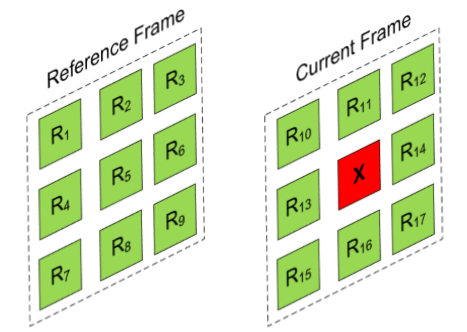 Reference Frame
R1 R2 R3
R4 R5 R6
R7 R8 R9
Current Frame
R10 R11 R12
R13 X R14
R15 R16 R17